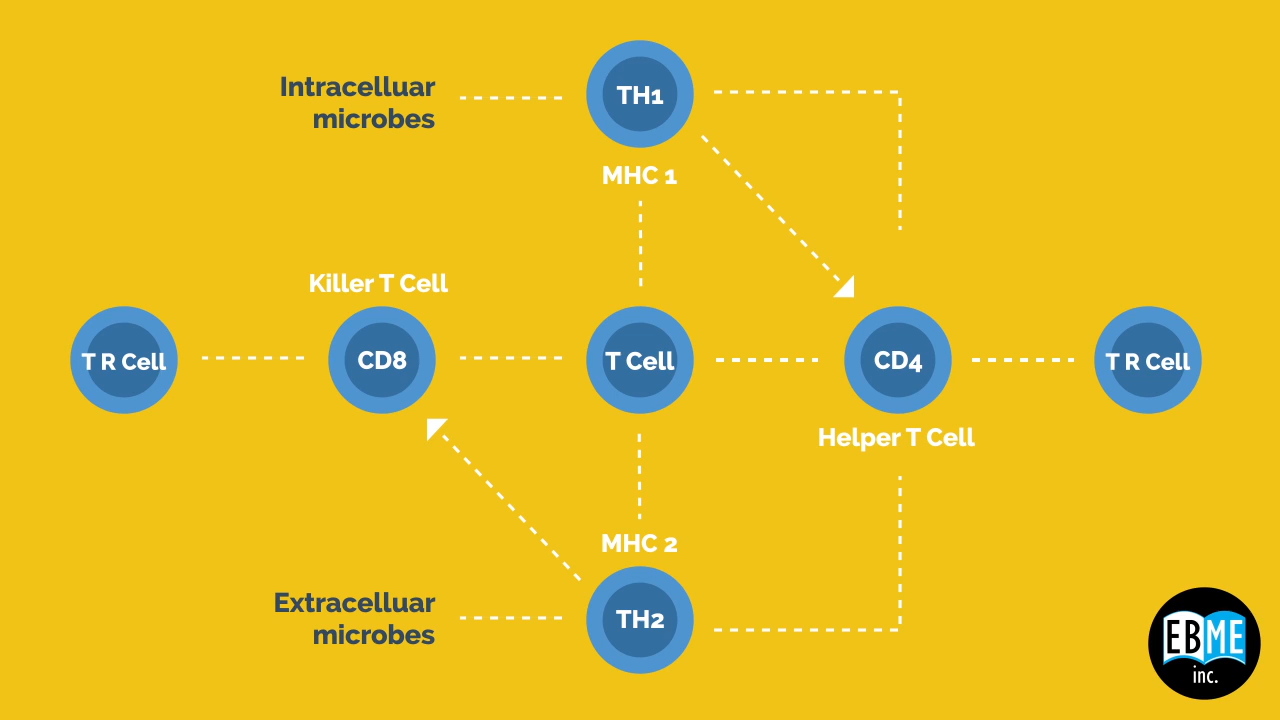 Intracelluar
microbes
TH1
MHC 1
Killer T Cell
T R Cell
CD8
T Cell
CD4
T R Cell
Helper T Cell
MHC 2
Extracelluar
microbes
TH2
EBME
inc.